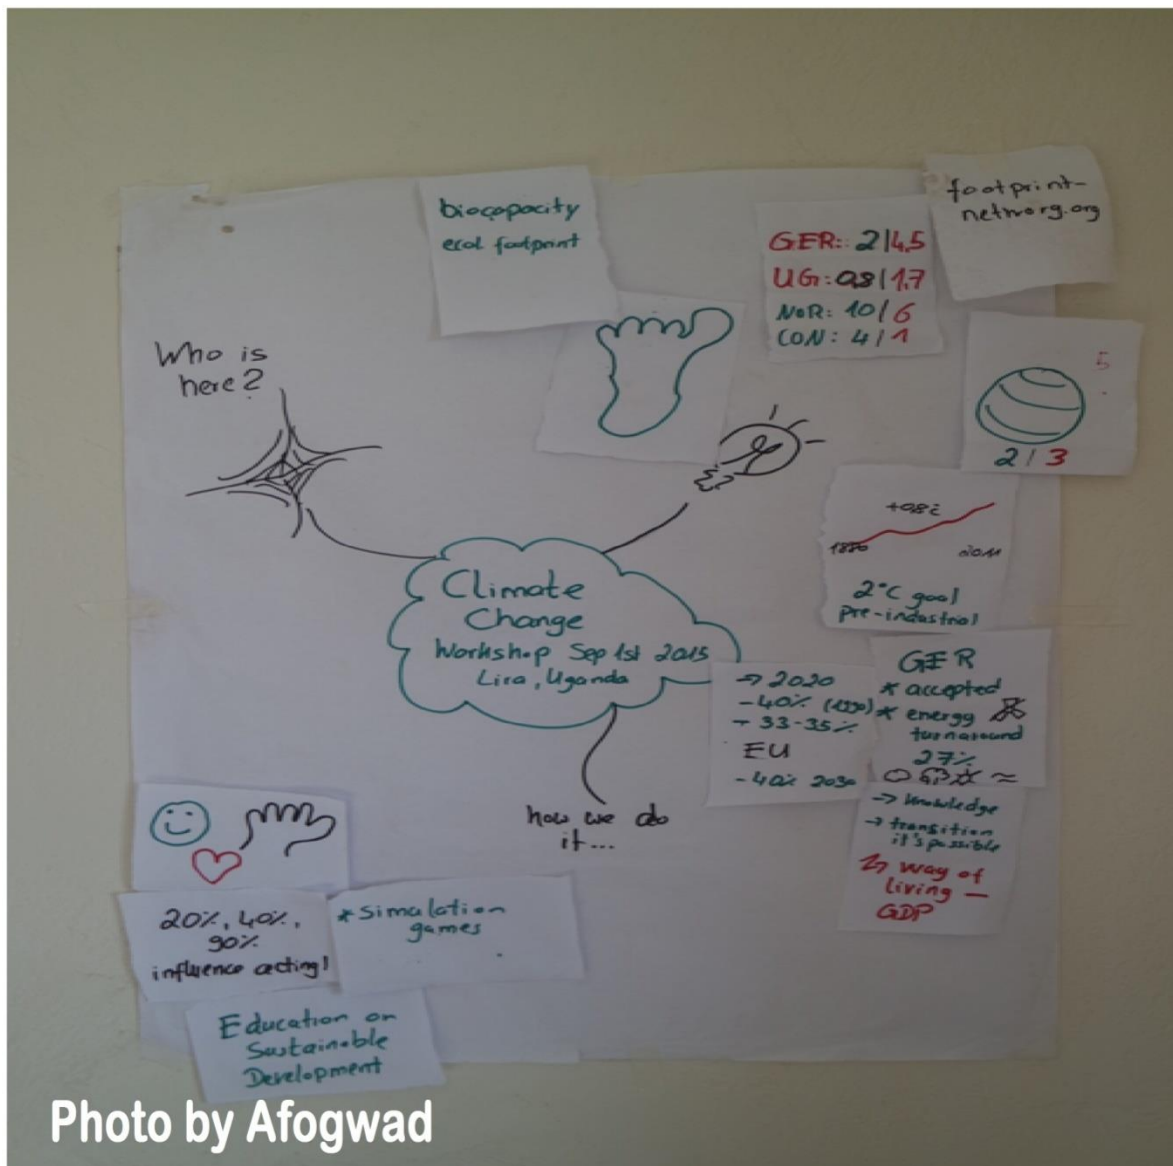 biocapacity
ecol footprint
footprint-
networg.org
GER: 2|4,5
UG: 0,8|1,7
NOR: 10/6
CON: 4/1
5
2/3
Who is
here?
+0,8°C
1880
2011
2°C goal
pre-industrial
Climate
Change
Workshop Sep 1st 2015
Lira, Uganda
→ 2020
-40% (1990)
- 33-35%
EU
-40% 2030
GER
* accepted
* energy
turnaround
27%
→ knowledge
→ transition
it's possible
way of
living —
GDP
how we do
it...
20%, 40%,
90%
influence acting!
* Simulation
games
Education on
Sustainable
Development
Photo by Afogwad